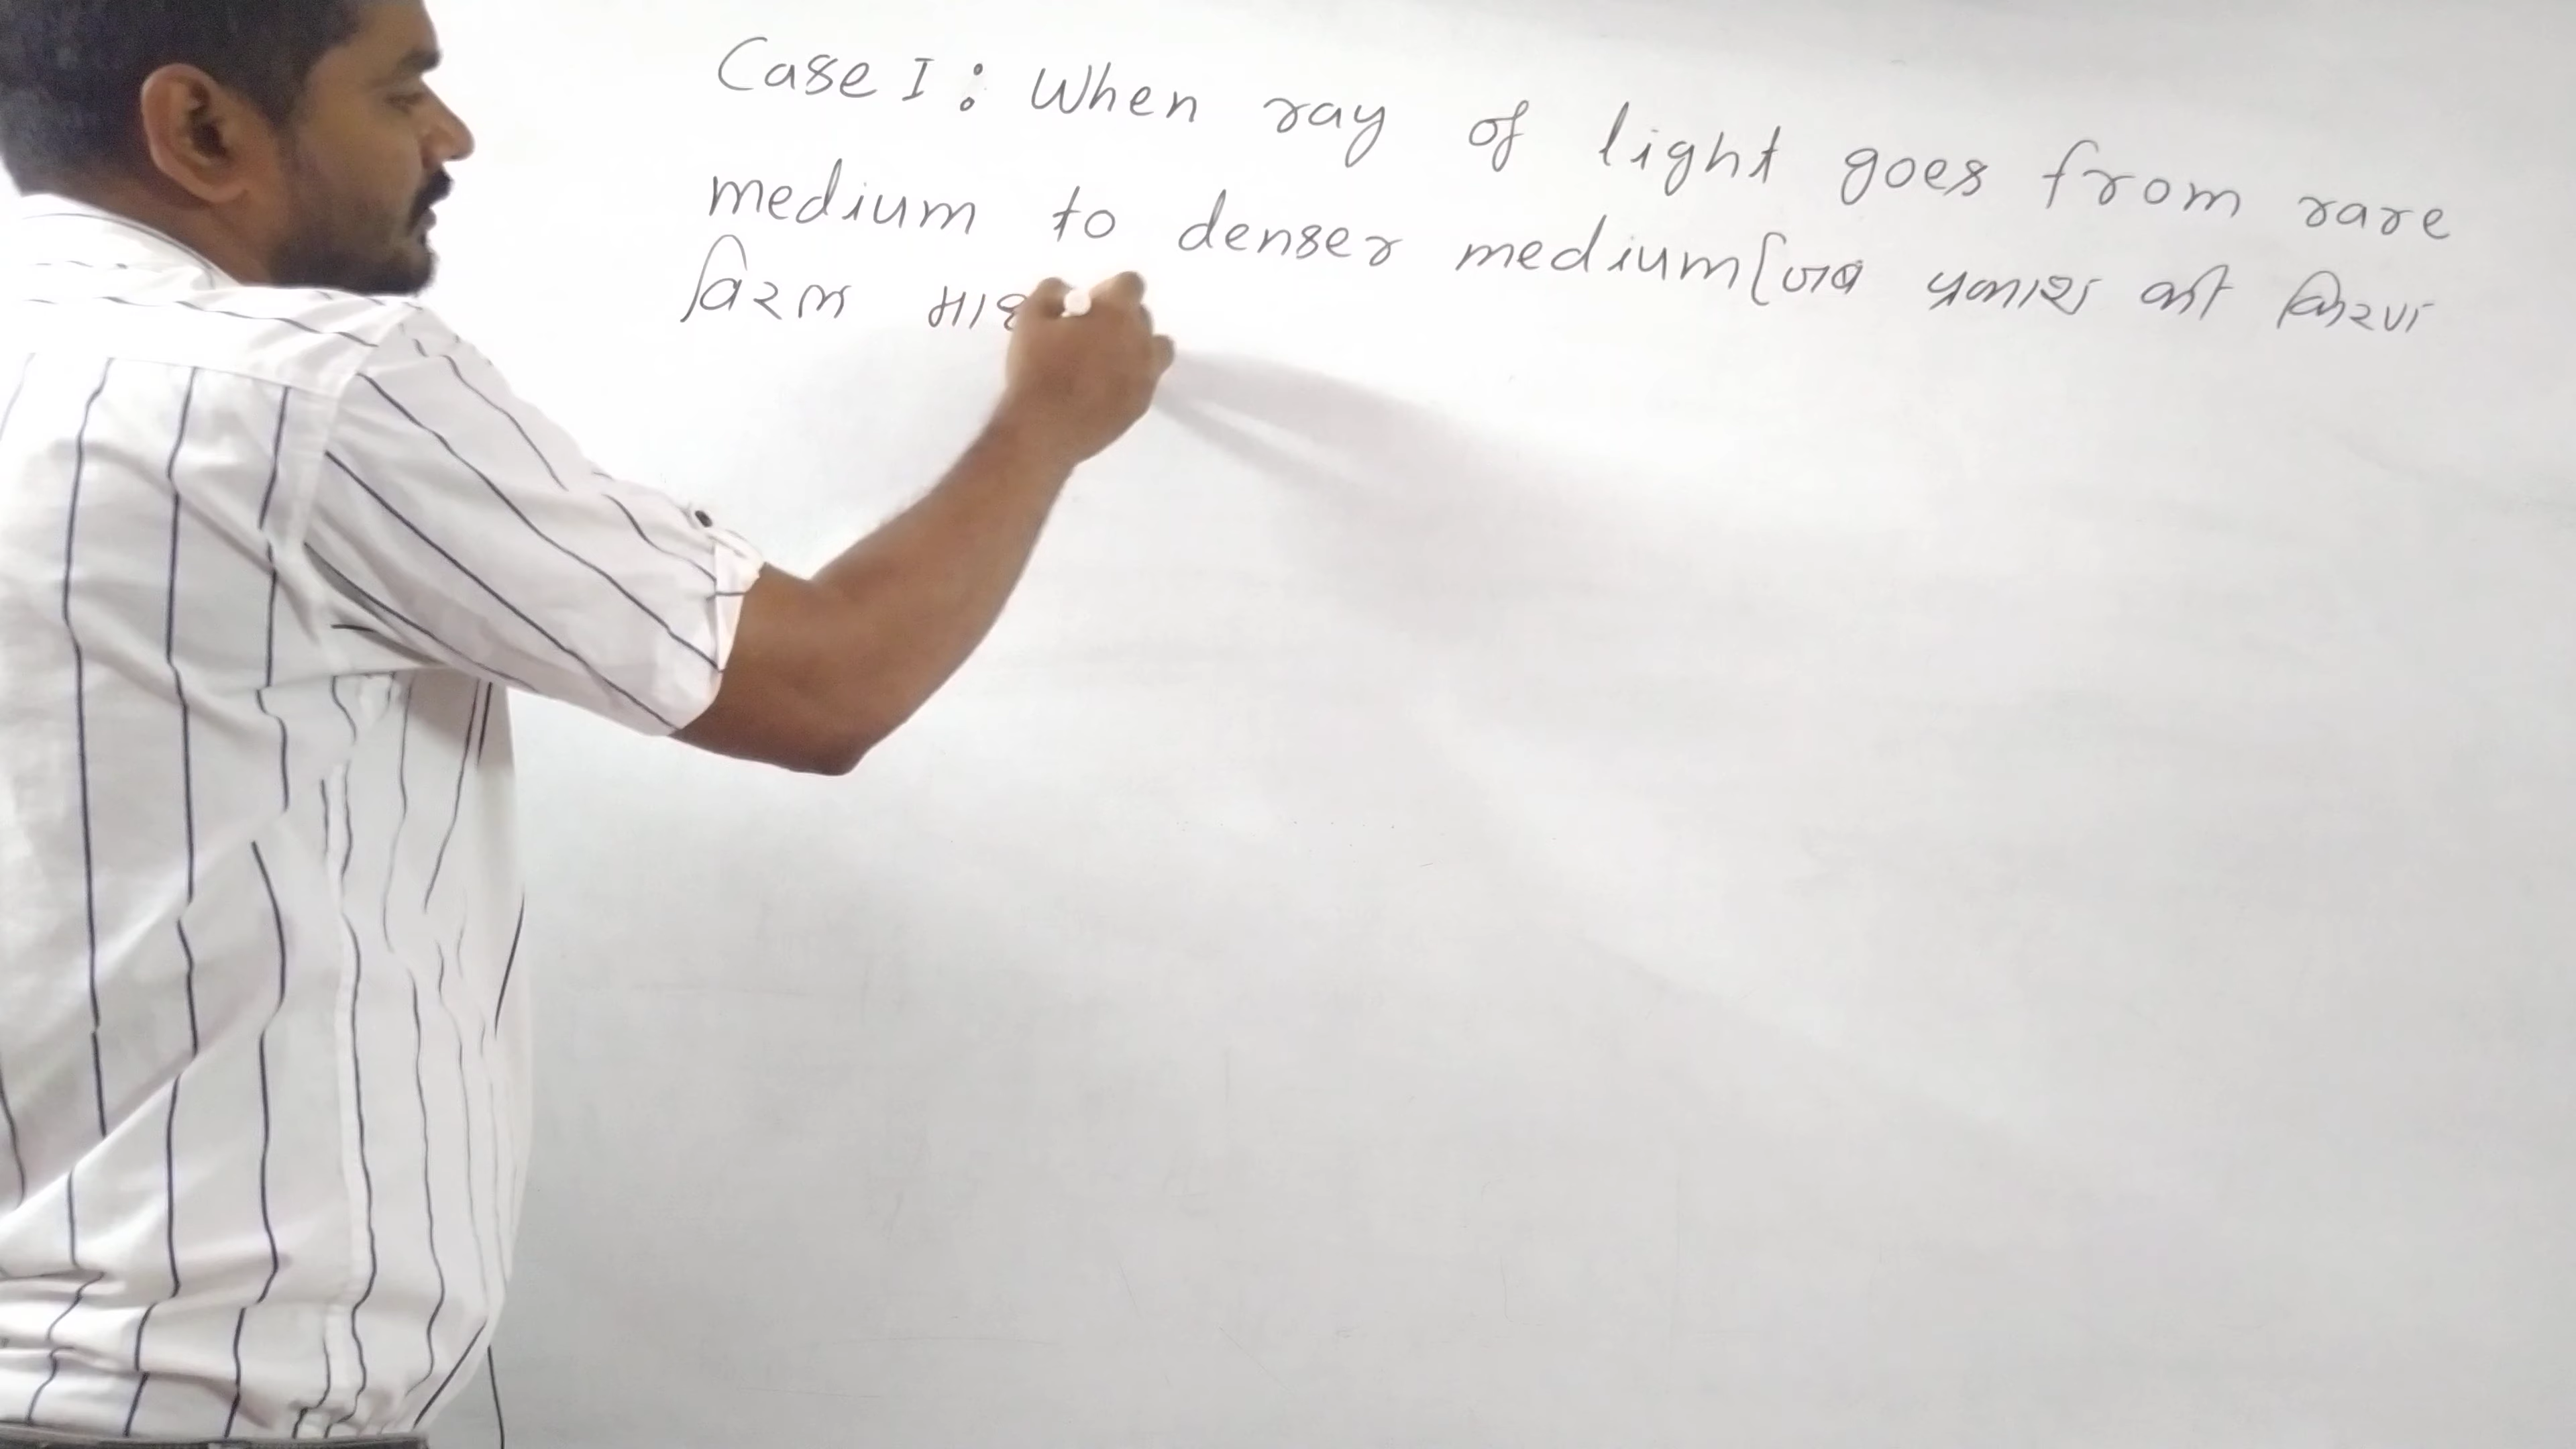 Case I : When ray of light goes from rare
medium to denser medium [जब प्रकाश की किरण
विरल माध